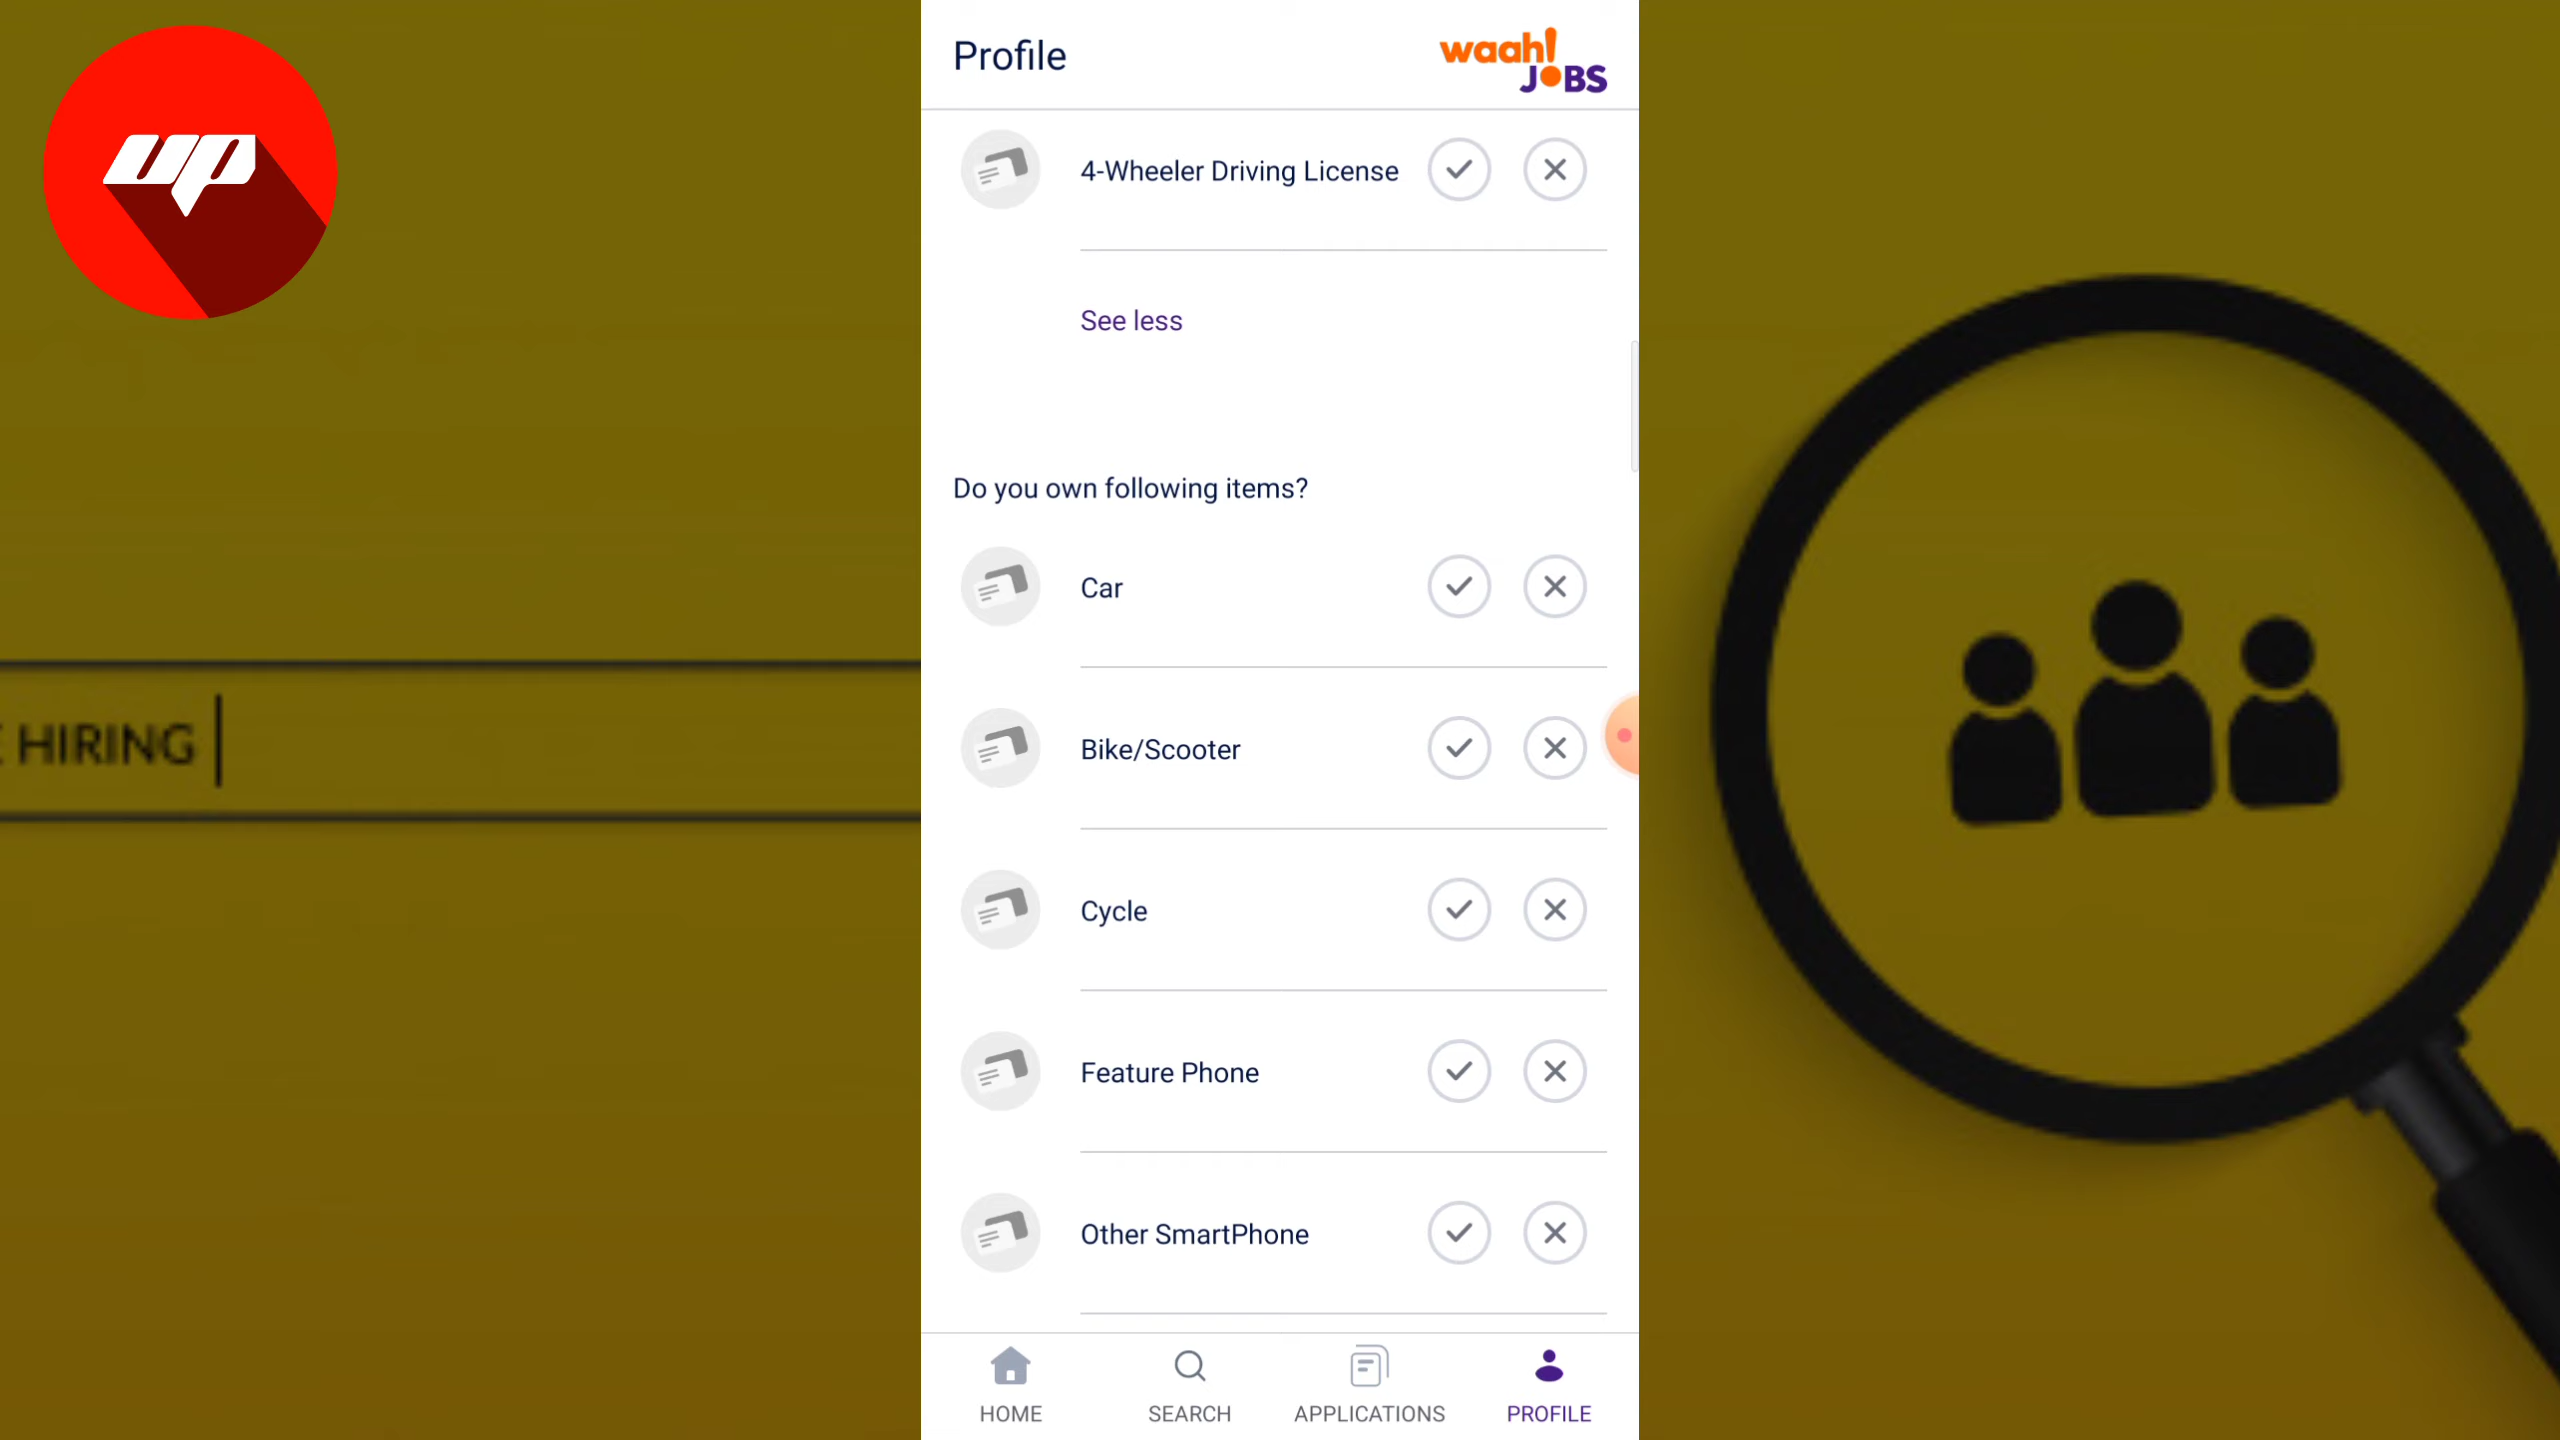 up
Profile
waah!
JOBS
4-Wheeler Driving License
See less
Do you own following items?
Car
Bike/Scooter
HIRING
Cycle
Feature Phone
Other SmartPhone
HOME
SEARCH
APPLICATIONS
PROFILE